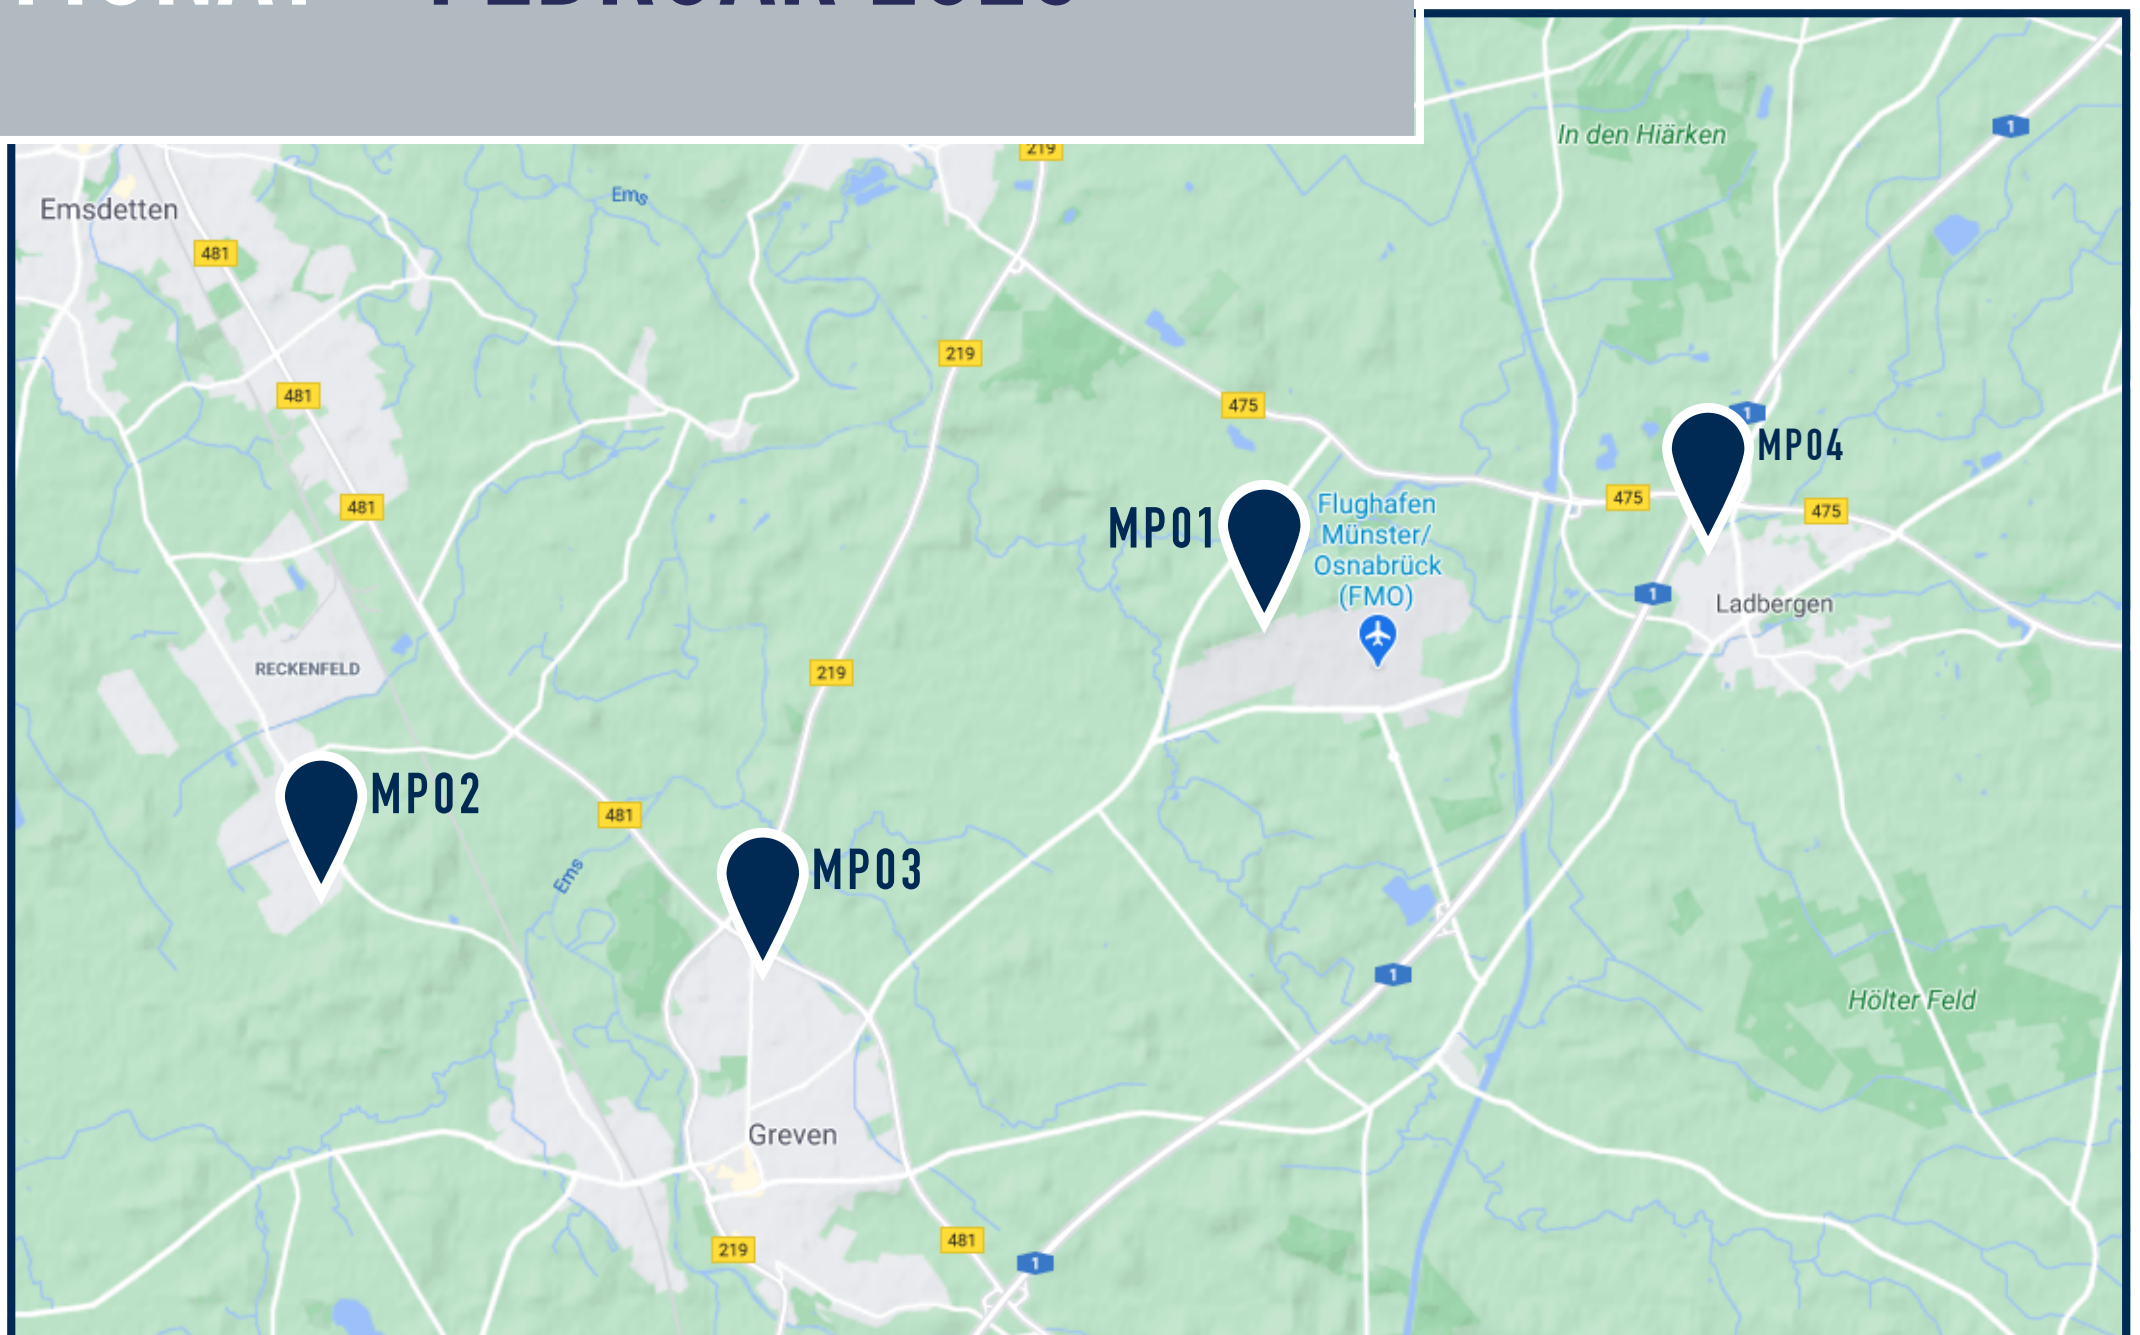 219
In den Hiärken
1
Emsdetten
Ems
481
219
481
475
1
MP04
481
475
475
MP01
Flughafen
Münster/
Osnabrück
(FMO)
1
Ladbergen
RECKENFELD
219
MP02
481
MP03
Ems
1
Hölter Feld
Greven
219
481
1